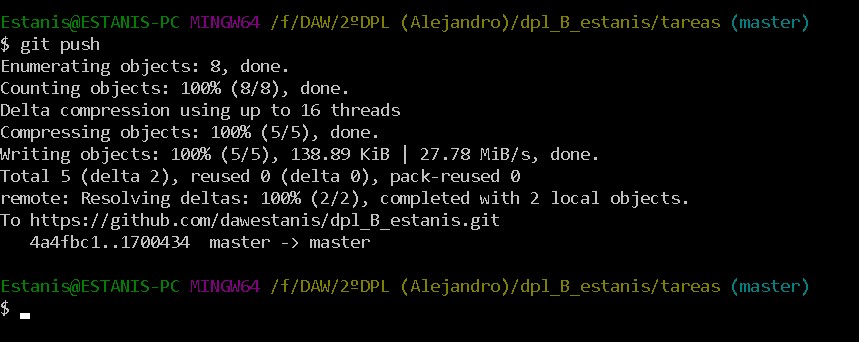 Estanis@ESTANIS-PC MINGW64 /f/DAW/2ºDPL (Alejandro)/dpl_B_estanis/tareas (master)
$ git push
Enumerating objects: 8, done.
Counting objects: 100% (8/8), done.
Delta compression using up to 16 threads
Compressing objects: 100% (5/5), done.
Writing objects: 100% (5/5), 138.89 KiB | 27.78 MiB/s, done.
Total 5 (delta 2), reused 0 (delta 0), pack-reused 0
remote: Resolving deltas: 100% (2/2), completed with 2 local objects.
To https://github.com/dawestanis/dpl_B_estanis.git
   4a4fbc1..1700434  master -> master
Estanis@ESTANIS-PC MINGW64 /f/DAW/2ºDPL (Alejandro)/dpl_B_estanis/tareas (master)
$